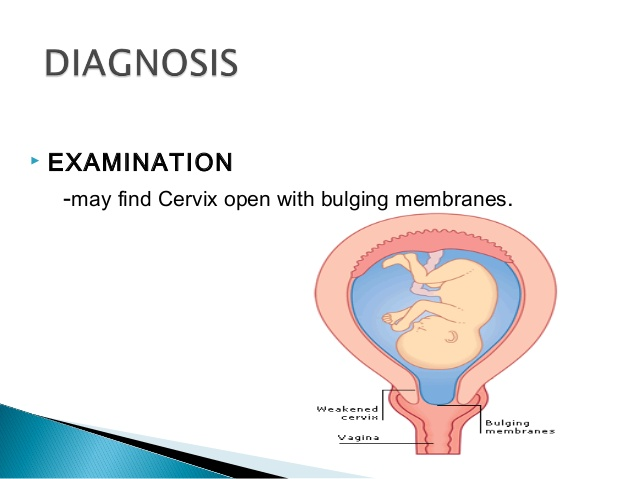 DIAGNOSIS
EXAMINATION
-may find Cervix open with bulging membranes.
Weakened
cervix
Bulging
membranes
Vagina